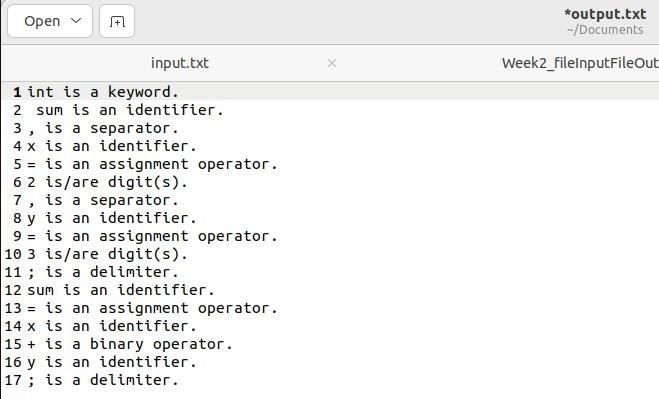 Open
*output.txt
~/Documents
input.txt
Week2_fileInputFileOut
1 int is a keyword.
2  sum is an identifier.
3 , is a separator.
4 x is an identifier.
5 = is an assignment operator.
6 2 is/are digit(s).
7 , is a separator.
8 y is an identifier.
9 = is an assignment operator.
10 3 is/are digit(s).
11 ; is a delimiter.
12 sum is an identifier.
13 = is an assignment operator.
14 x is an identifier.
15 + is a binary operator.
16 y is an identifier.
17 ; is a delimiter.